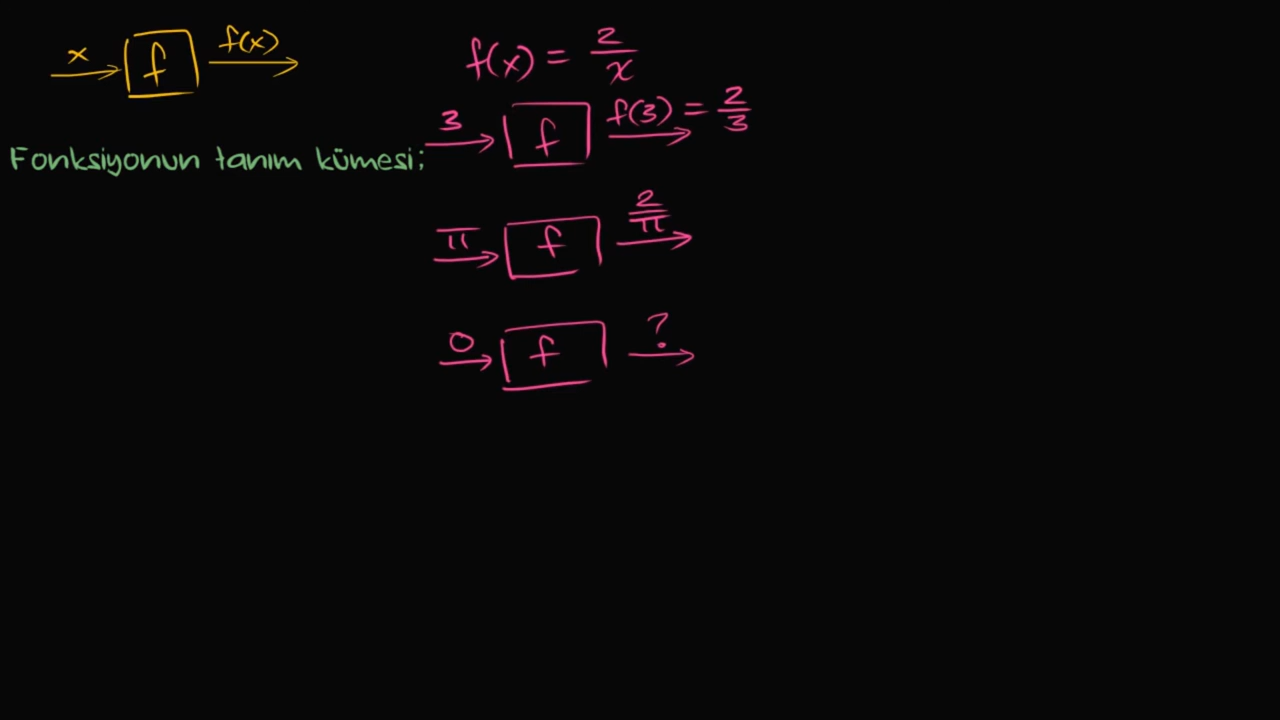 x f f(x)
f(x) = 2/x
3 f f(3) = 2/3
Fonksiyonun tanım kümesi;
π f 2/π
0 f ?